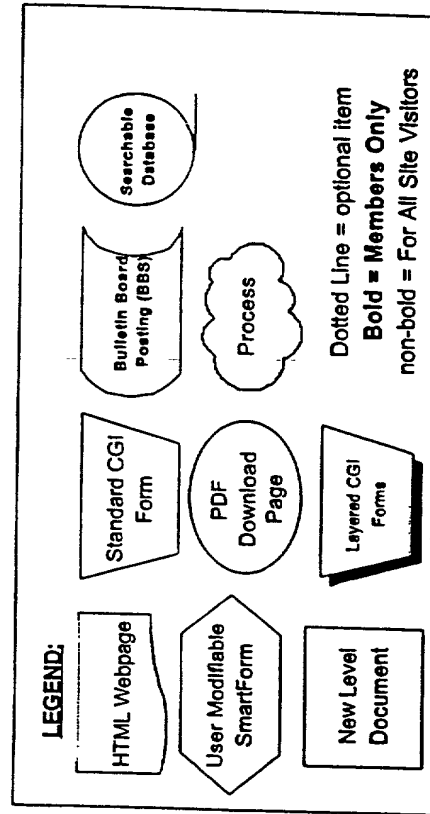 LEGEND:
HTML Webpage
Standard CGI
Form
Bulletin Board
Posting (BBS)
Searchable
Database
User Modifiable
SmartForm
PDF
Download
Page
Process
New Level
Document
Layered CGI
Forms
Dotted Line = optional item
Bold = Members Only
non-bold = For All Site Visitors